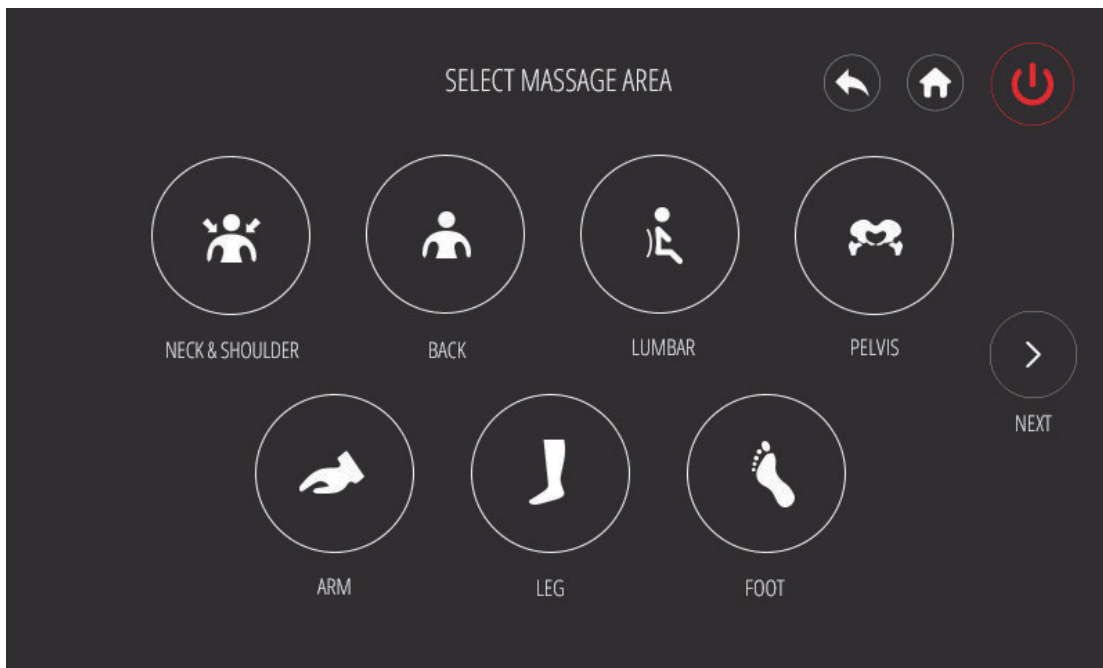 SELECT MASSAGE AREA
NECK & SHOULDER
BACK
LUMBAR
PELVIS
NEXT
ARM
LEG
FOOT